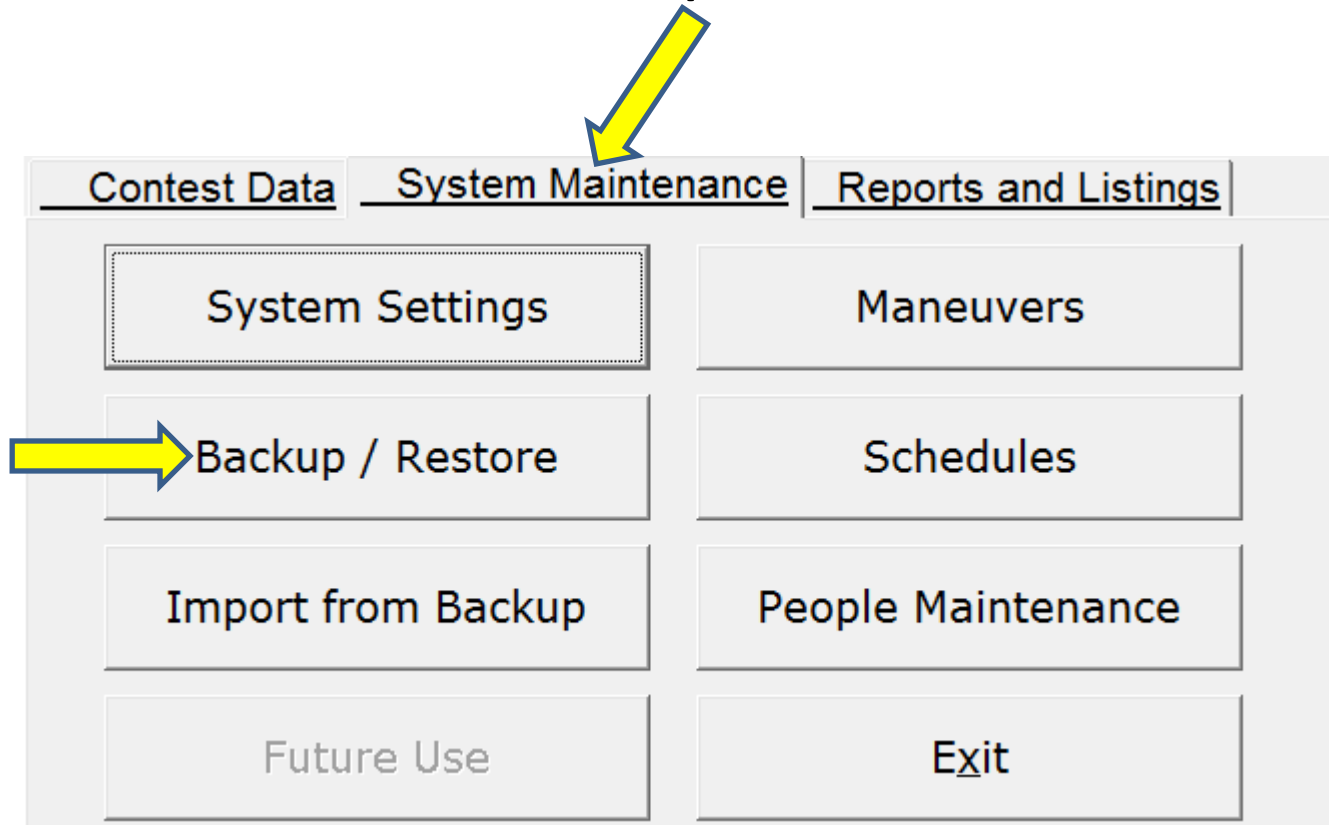 Contest Data System Maintenance Reports and Listings
System Settings Maneuvers
Backup / Restore Schedules
Import from Backup People Maintenance
Future Use Exit